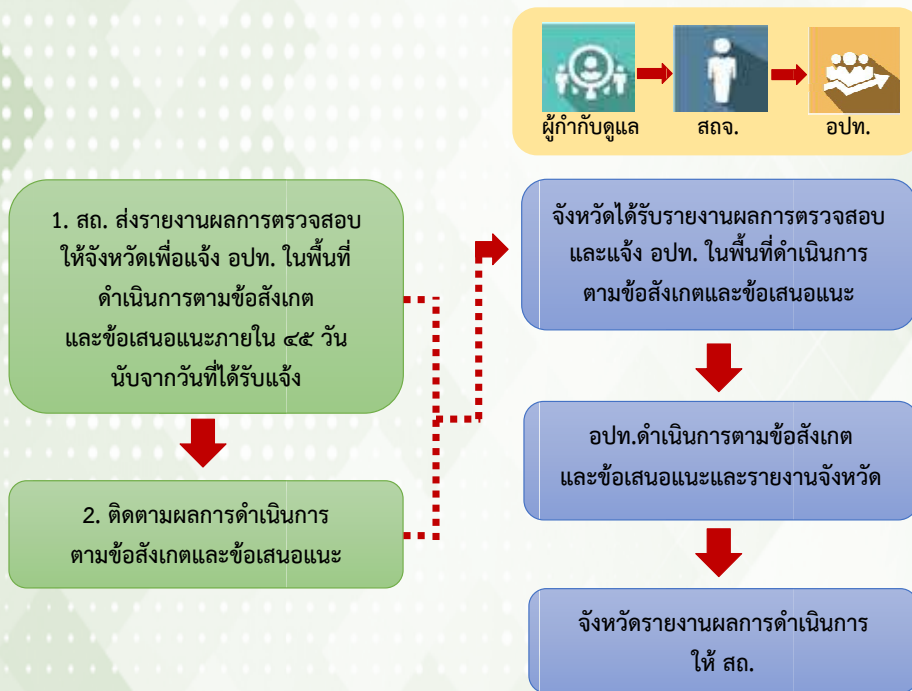 ผู้กำกับดูแล
สถจ.
อปท.
1. สถ. ส่งรายงานผลการตรวจสอบ
ให้จังหวัดเพื่อแจ้ง อปท. ในพื้นที่
ดำเนินการตามข้อสังเกต
และข้อเสนอแนะภายใน ๔๕ วัน
นับจากวันที่ได้รับแจ้ง
2. ติดตามผลการดำเนินการ
ตามข้อสังเกตและข้อเสนอแนะ
จังหวัดได้รับรายงานผลการตรวจสอบ
และแจ้ง อปท. ในพื้นที่ดำเนินการ
ตามข้อสังเกตและข้อเสนอแนะ
อปท.ดำเนินการตามข้อสังเกต
และข้อเสนอแนะและรายงานจังหวัด
จังหวัดรายงานผลการดำเนินการ
ให้ สถ.